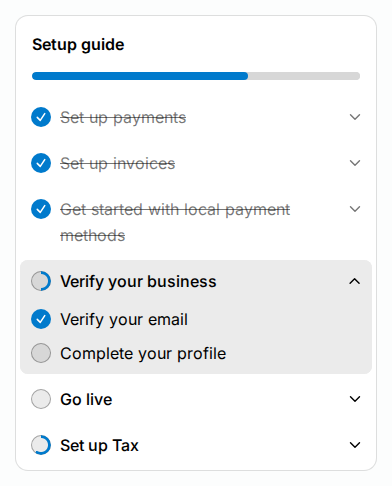 Setup guide
Set up payments
Set up invoices
Get started with local payment
methods
Verify your business
Verify your email
Complete your profile
Go live
Set up Tax